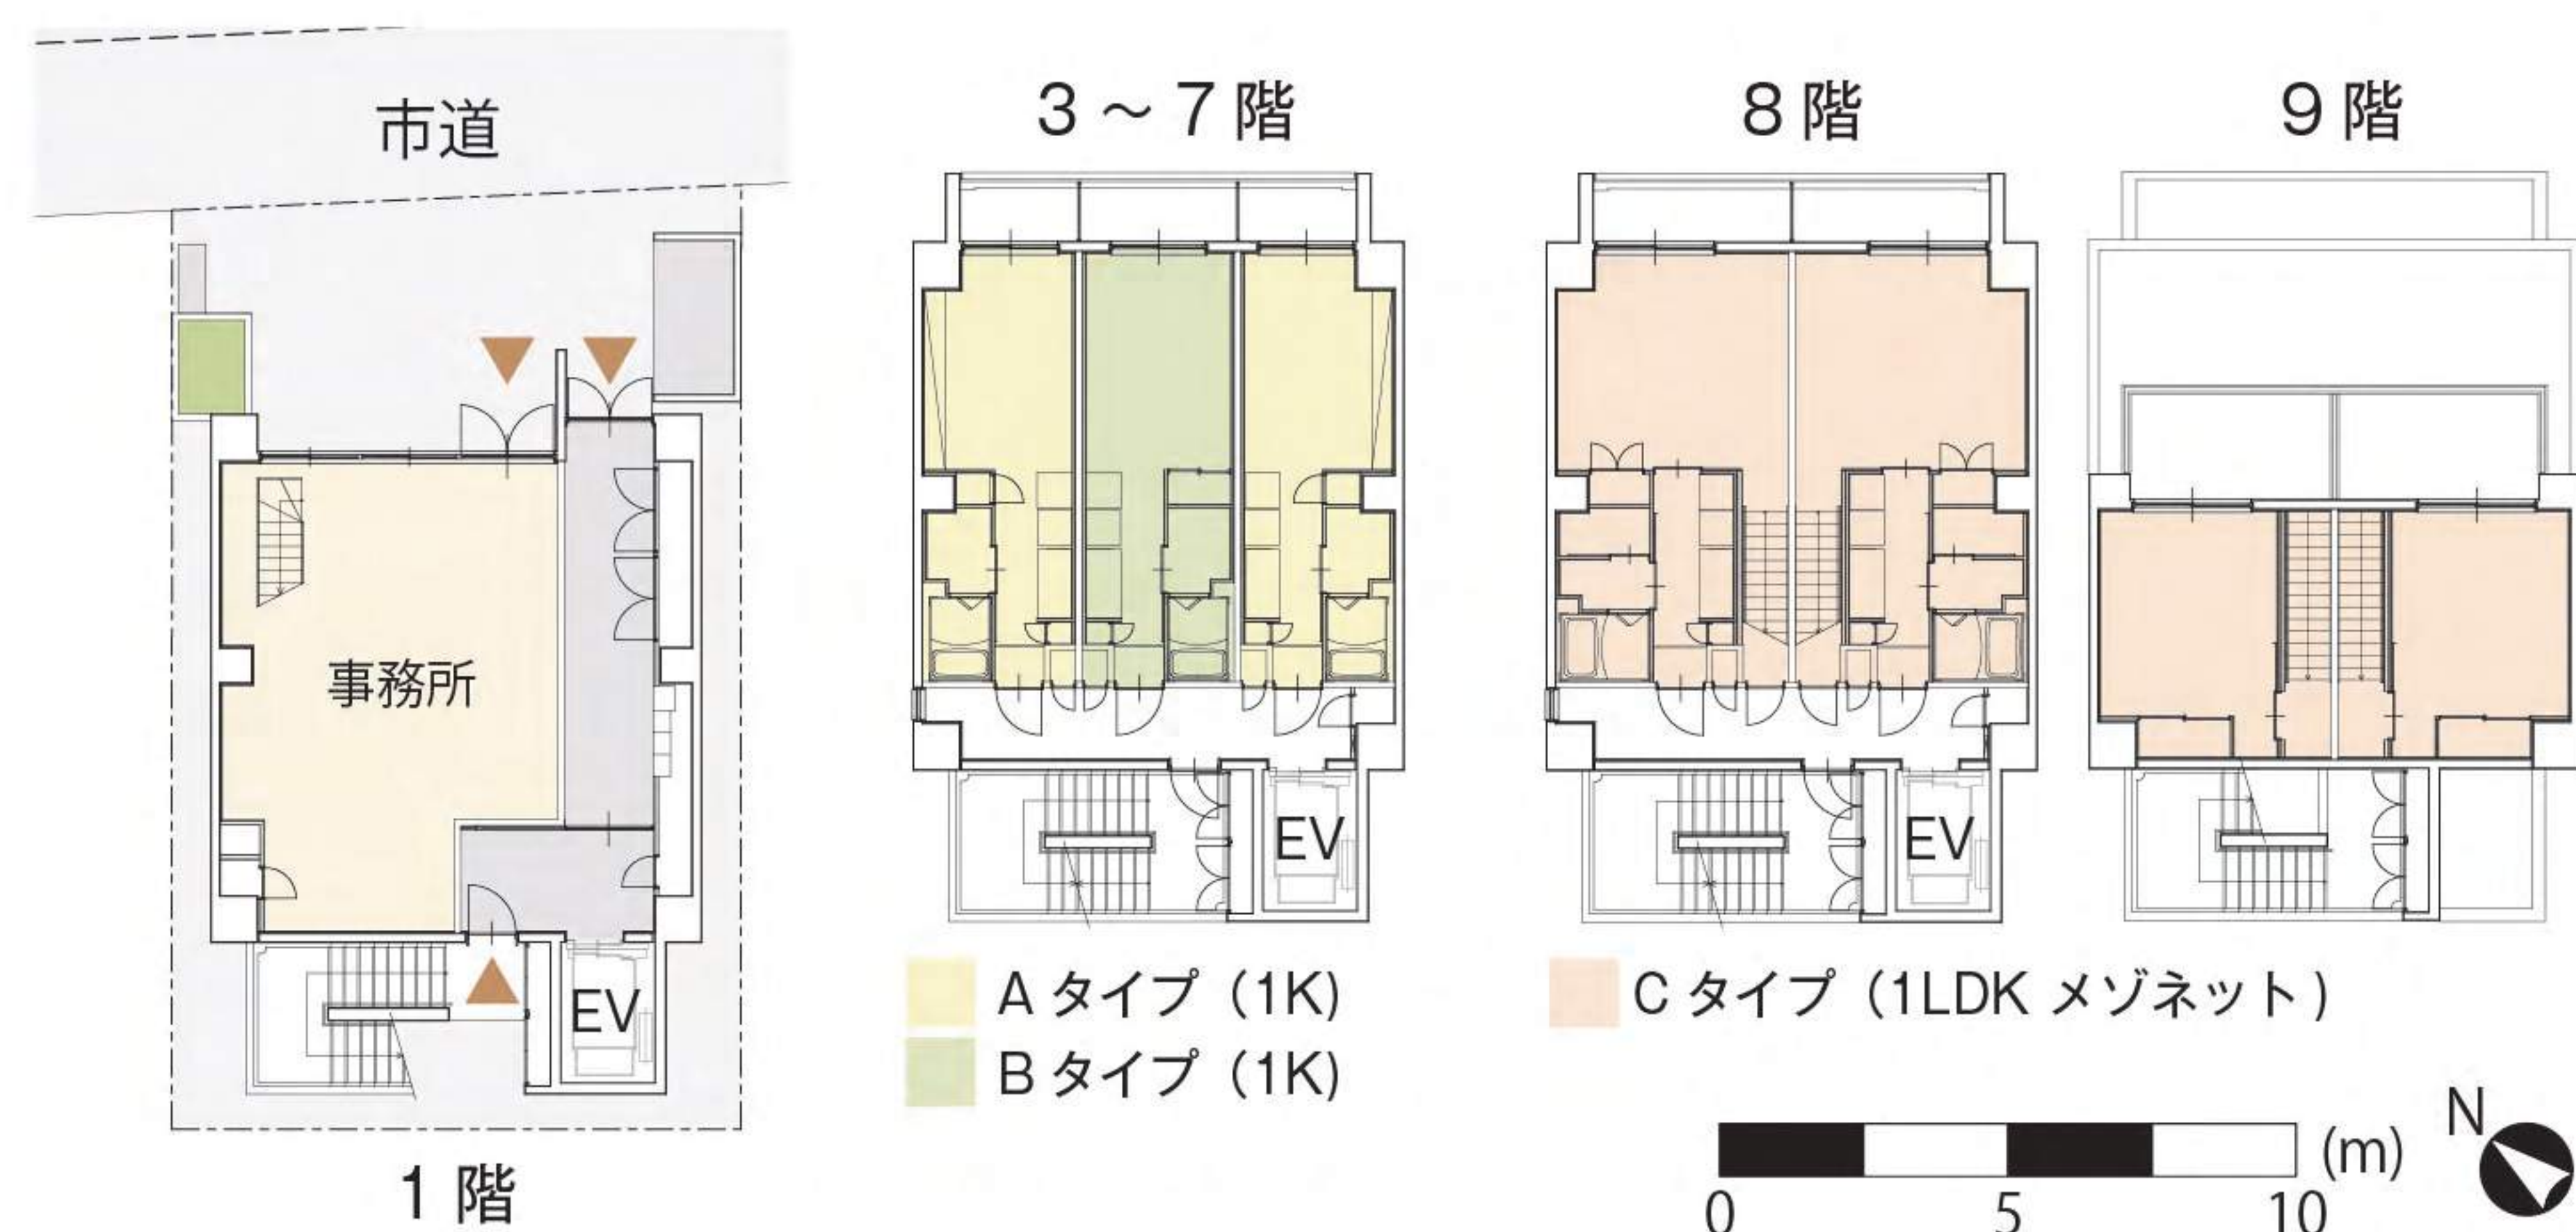 市道
事務所
EV
1階
3～7階
EV
Aタイプ（1K）
Bタイプ（1K）
8階
EV
9階
Cタイプ（1LDK メゾネット）
0 5 10 (m)
N